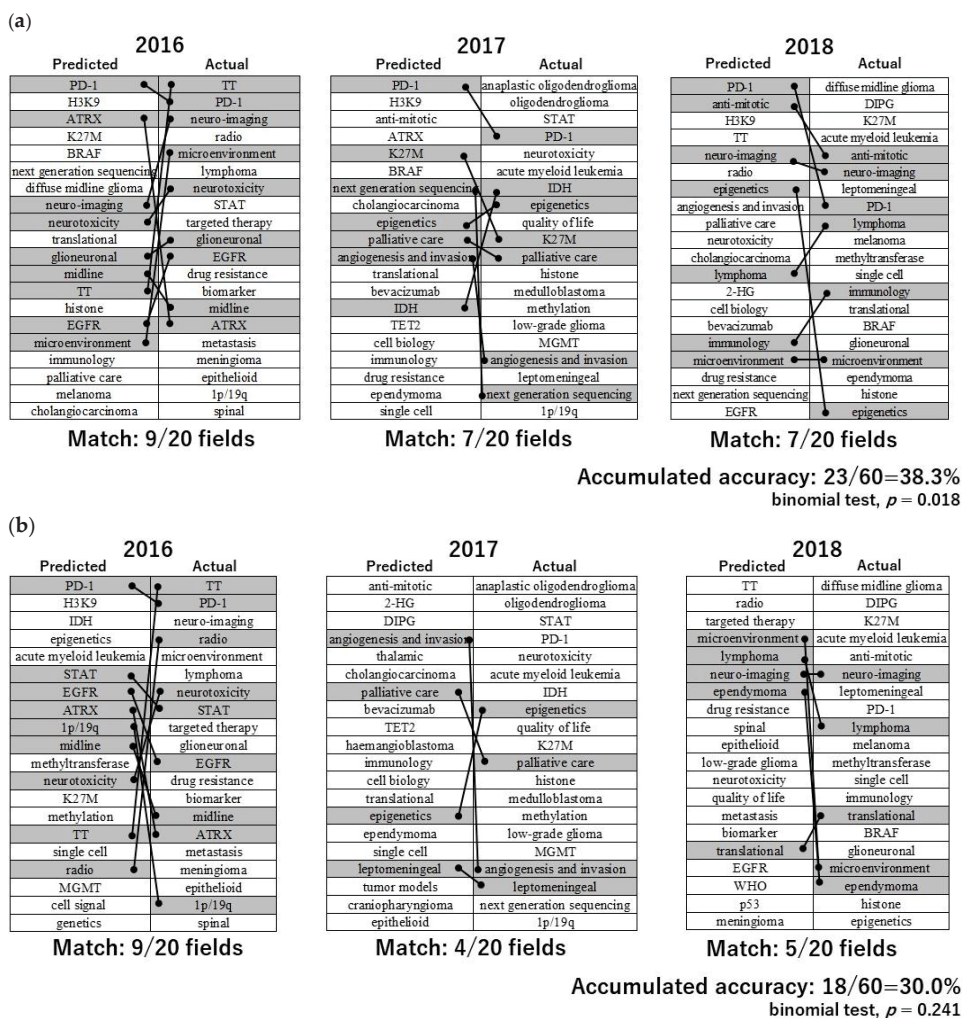 (a)
2016
Predicted Actual
PD-1 TT
H3K9 PD-1
ATRX neuro-imaging
K27M radio
BRAF microenvironment
next generation sequencing lymphoma
diffuse midline glioma neurotoxicity
neuro-imaging STAT
neurotoxicity targeted therapy
translational glioneuronal
glioneuronal EGFR
midline drug resistance
TT biomarker
histone midline
EGFR ATRX
microenvironment metastasis
immunology meningioma
palliative care epithelioid
melanoma 1p/19q
cholangiocarcinoma spinal
Match: 9/20 fields
2017
Predicted Actual
PD-1 anaplastic oligodendroglioma
H3K9 oligodendroglioma
anti-mitotic STAT
ATRX PD-1
K27M neurotoxicity
BRAF acute myeloid leukemia
next generation sequencing IDH
cholangiocarcinoma epigenetics
epigenetics quality of life
palliative care K27M
angiogenesis and invasion palliative care
translational histone
bevacizumab medulloblastoma
IDH methylation
TET2 low-grade glioma
cell biology MGMT
immunology angiogenesis and invasion
drug resistance leptomeningeal
ependymoma next generation sequencing
single cell 1p/19q
Match: 7/20 fields
2018
Predicted Actual
PD-1 diffuse midline glioma
anti-mitotic DIPG
H3K9 K27M
TT acute myeloid leukemia
neuro-imaging anti-mitotic
radio neuro-imaging
epigenetics leptomeningeal
angiogenesis and invasion PD-1
palliative care lymphoma
neurotoxicity melanoma
cholangiocarcinoma methyltransferase
lymphoma single cell
2-HG immunology
cell biology translational
bevacizumab BRAF
immunology glioneuronal
microenvironment microenvironment
drug resistance ependymoma
next generation sequencing histone
EGFR epigenetics
Match: 7/20 fields
Accumulated accuracy: 23/60=38.3%
binomial test, p = 0.018
(b)
2016
Predicted Actual
PD-1 TT
H3K9 PD-1
IDH neuro-imaging
epigenetics radio
acute myeloid leukemia microenvironment
STAT lymphoma
EGFR neurotoxicity
ATRX STAT
1p/19q targeted therapy
midline glioneuronal
methyltransferase EGFR
neurotoxicity drug resistance
K27M biomarker
methylation midline
TT ATRX
single cell metastasis
radio meningioma
MGMT epithelioid
cell signal 1p/19q
genetics spinal
Match: 9/20 fields
2017
Predicted Actual
anti-mitotic anaplastic oligodendroglioma
2-HG oligodendroglioma
DIPG STAT
angiogenesis and invasion PD-1
thalamic neurotoxicity
cholangiocarcinoma acute myeloid leukemia
palliative care IDH
bevacizumab epigenetics
TET2 quality of life
haemangioblastoma K27M
immunology palliative care
cell biology histone
translational medulloblastoma
epigenetics methylation
ependymoma low-grade glioma
single cell MGMT
leptomeningeal angiogenesis and invasion
tumor models leptomeningeal
craniopharyngioma next generation sequencing
epithelioid 1p/19q
Match: 4/20 fields
2018
Predicted Actual
TT diffuse midline glioma
radio DIPG
targeted therapy K27M
microenvironment acute myeloid leukemia
lymphoma anti-mitotic
neuro-imaging neuro-imaging
ependymoma leptomeningeal
drug resistance PD-1
spinal lymphoma
epithelioid melanoma
low-grade glioma methyltransferase
neurotoxicity single cell
quality of life immunology
metastasis translational
biomarker BRAF
translational glioneuronal
EGFR microenvironment
WHO ependymoma
p53 histone
meningioma epigenetics
Match: 5/20 fields
Accumulated accuracy: 18/60=30.0%
binomial test, p = 0.241